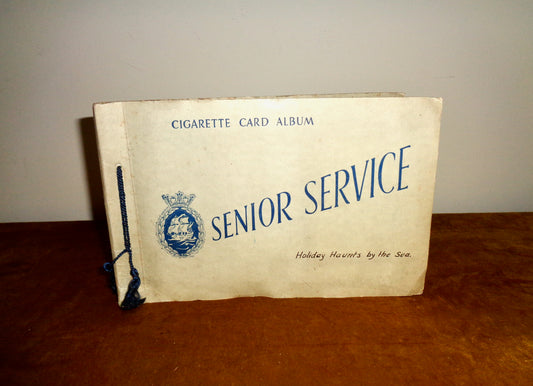 CIGARETTE CARD ALBUM
SENIOR SERVICE
Holiday Haunts by the Sea.